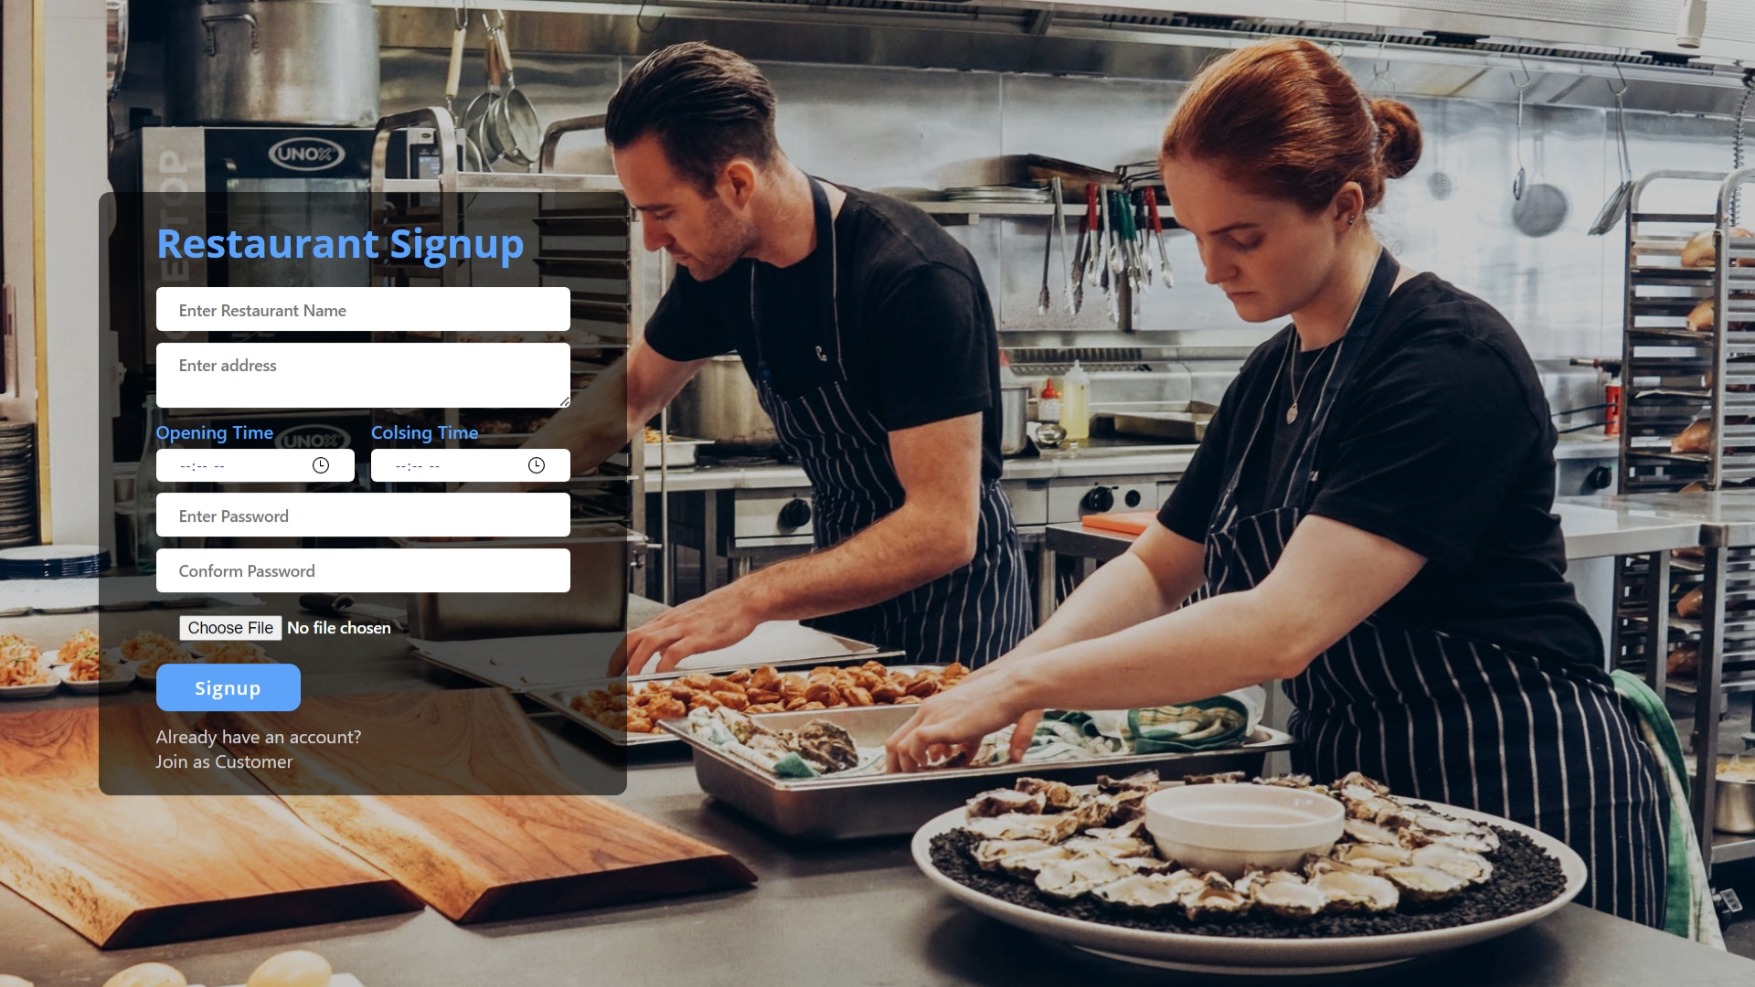 UNOX
Restaurant Signup
Enter Restaurant Name
Enter address
Opening Time
Colsing Time
UNOX
--:-- --
--:-- --
Enter Password
Conform Password
Choose File No file chosen
Signup
Already have an account?
Join as Customer